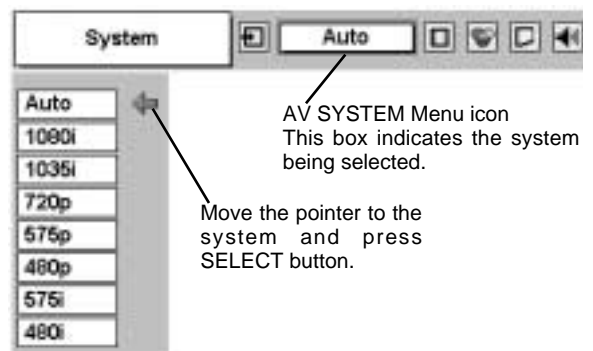 System
Auto
Auto
1080i
1035i
720p
575p
480p
575i
480i
AV SYSTEM Menu icon
This box indicates the system
being selected.
Move the pointer to the
system and press
SELECT button.